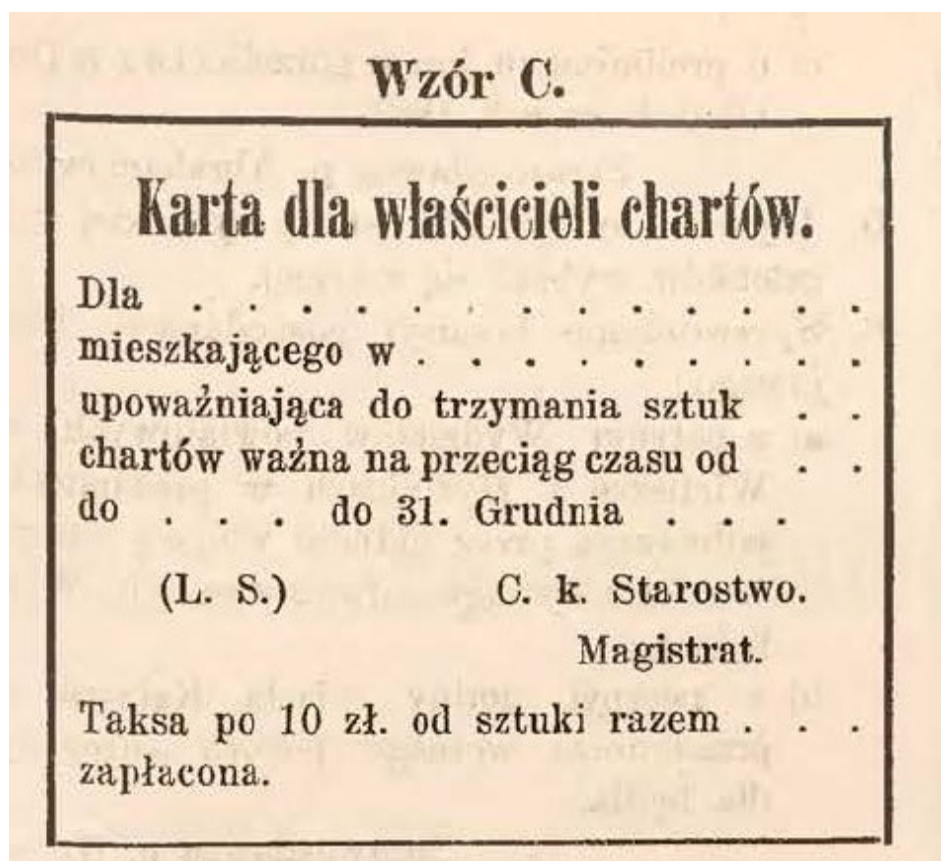 Wzór C.
Karta dla właścicieli chartów.
Dla . . . . . . . . . . . . .
mieszkającego w . . . . . . . . .
upoważniająca do trzymania sztuk . .
chartów ważna na przeciąg czasu od . .
do . . . do 31. Grudnia . . .
(L. S.) C. k. Starostwo.
Magistrat.
Taksa po 10 zł. od sztuki razem . . .
zapłacona.